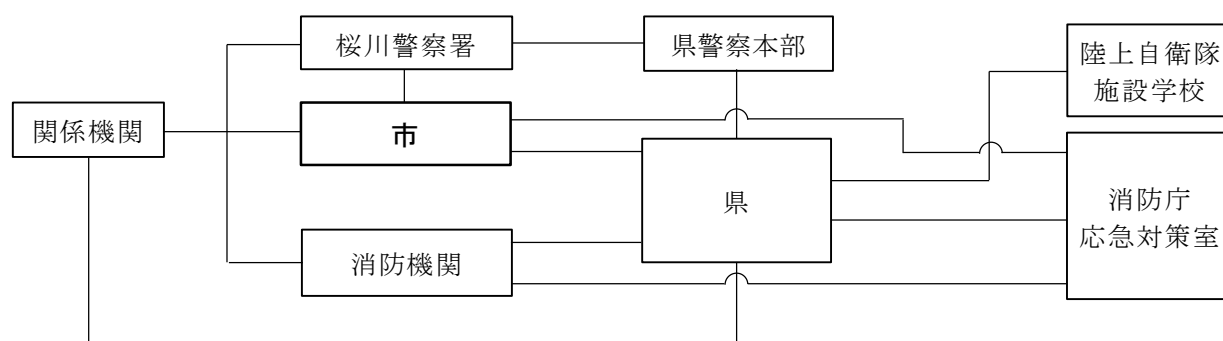 桜川警察署
県警察本部
陸上自衛隊
施設学校
関係機関
市
県
消防庁
応急対策室
消防機関